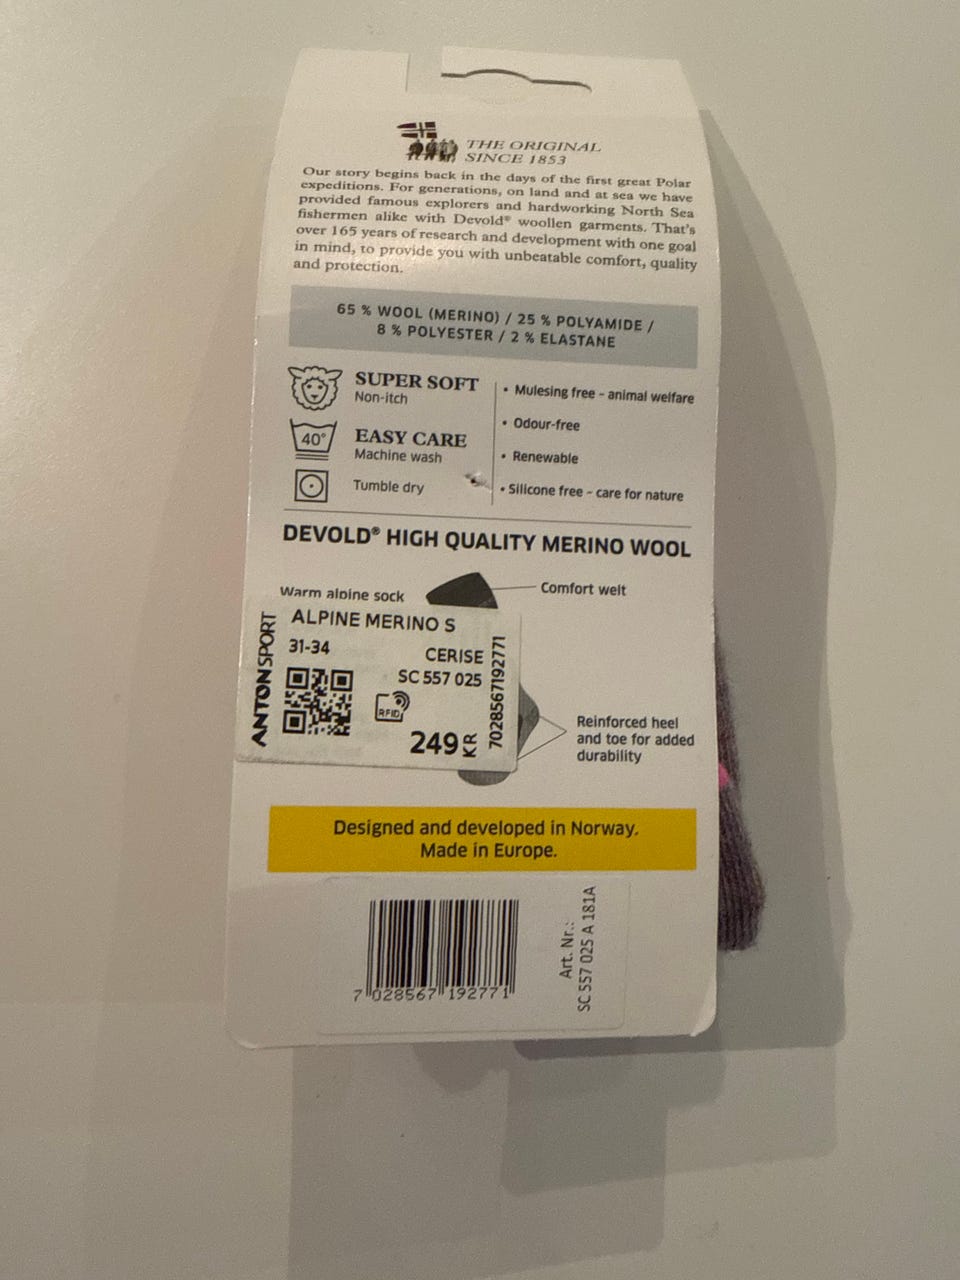 THE ORIGINAL
SINCE 1853
Our story begins back in the days of the first great Polar
expeditions. For generations, on land and at sea we have
provided famous explorers and hardworking North Sea
fishermen alike with Devold® woollen garments. That's
over 165 years of research and development with one goal
in mind, to provide you with unbeatable comfort, quality
and protection.
65 % WOOL (MERINO) / 25 % POLYAMIDE /
8 % POLYESTER / 2 % ELASTANE
SUPER SOFT
Non-itch
40°
EASY CARE
Machine wash
Tumble dry
• Mulesing free - animal welfare
• Odour-free
• Renewable
• Silicone free - care for nature
DEVOLD® HIGH QUALITY MERINO WOOL
Warm alpine sock
Comfort welt
ANTONSPORT
ALPINE MERINO S
31-34
CERISE
SC 557 025
RFID
249 KR
7028567192771
Reinforced heel
and toe for added
durability
Designed and developed in Norway.
Made in Europe.
7 028567 192771
Art. Nr.:
SC 557 025 A 181A